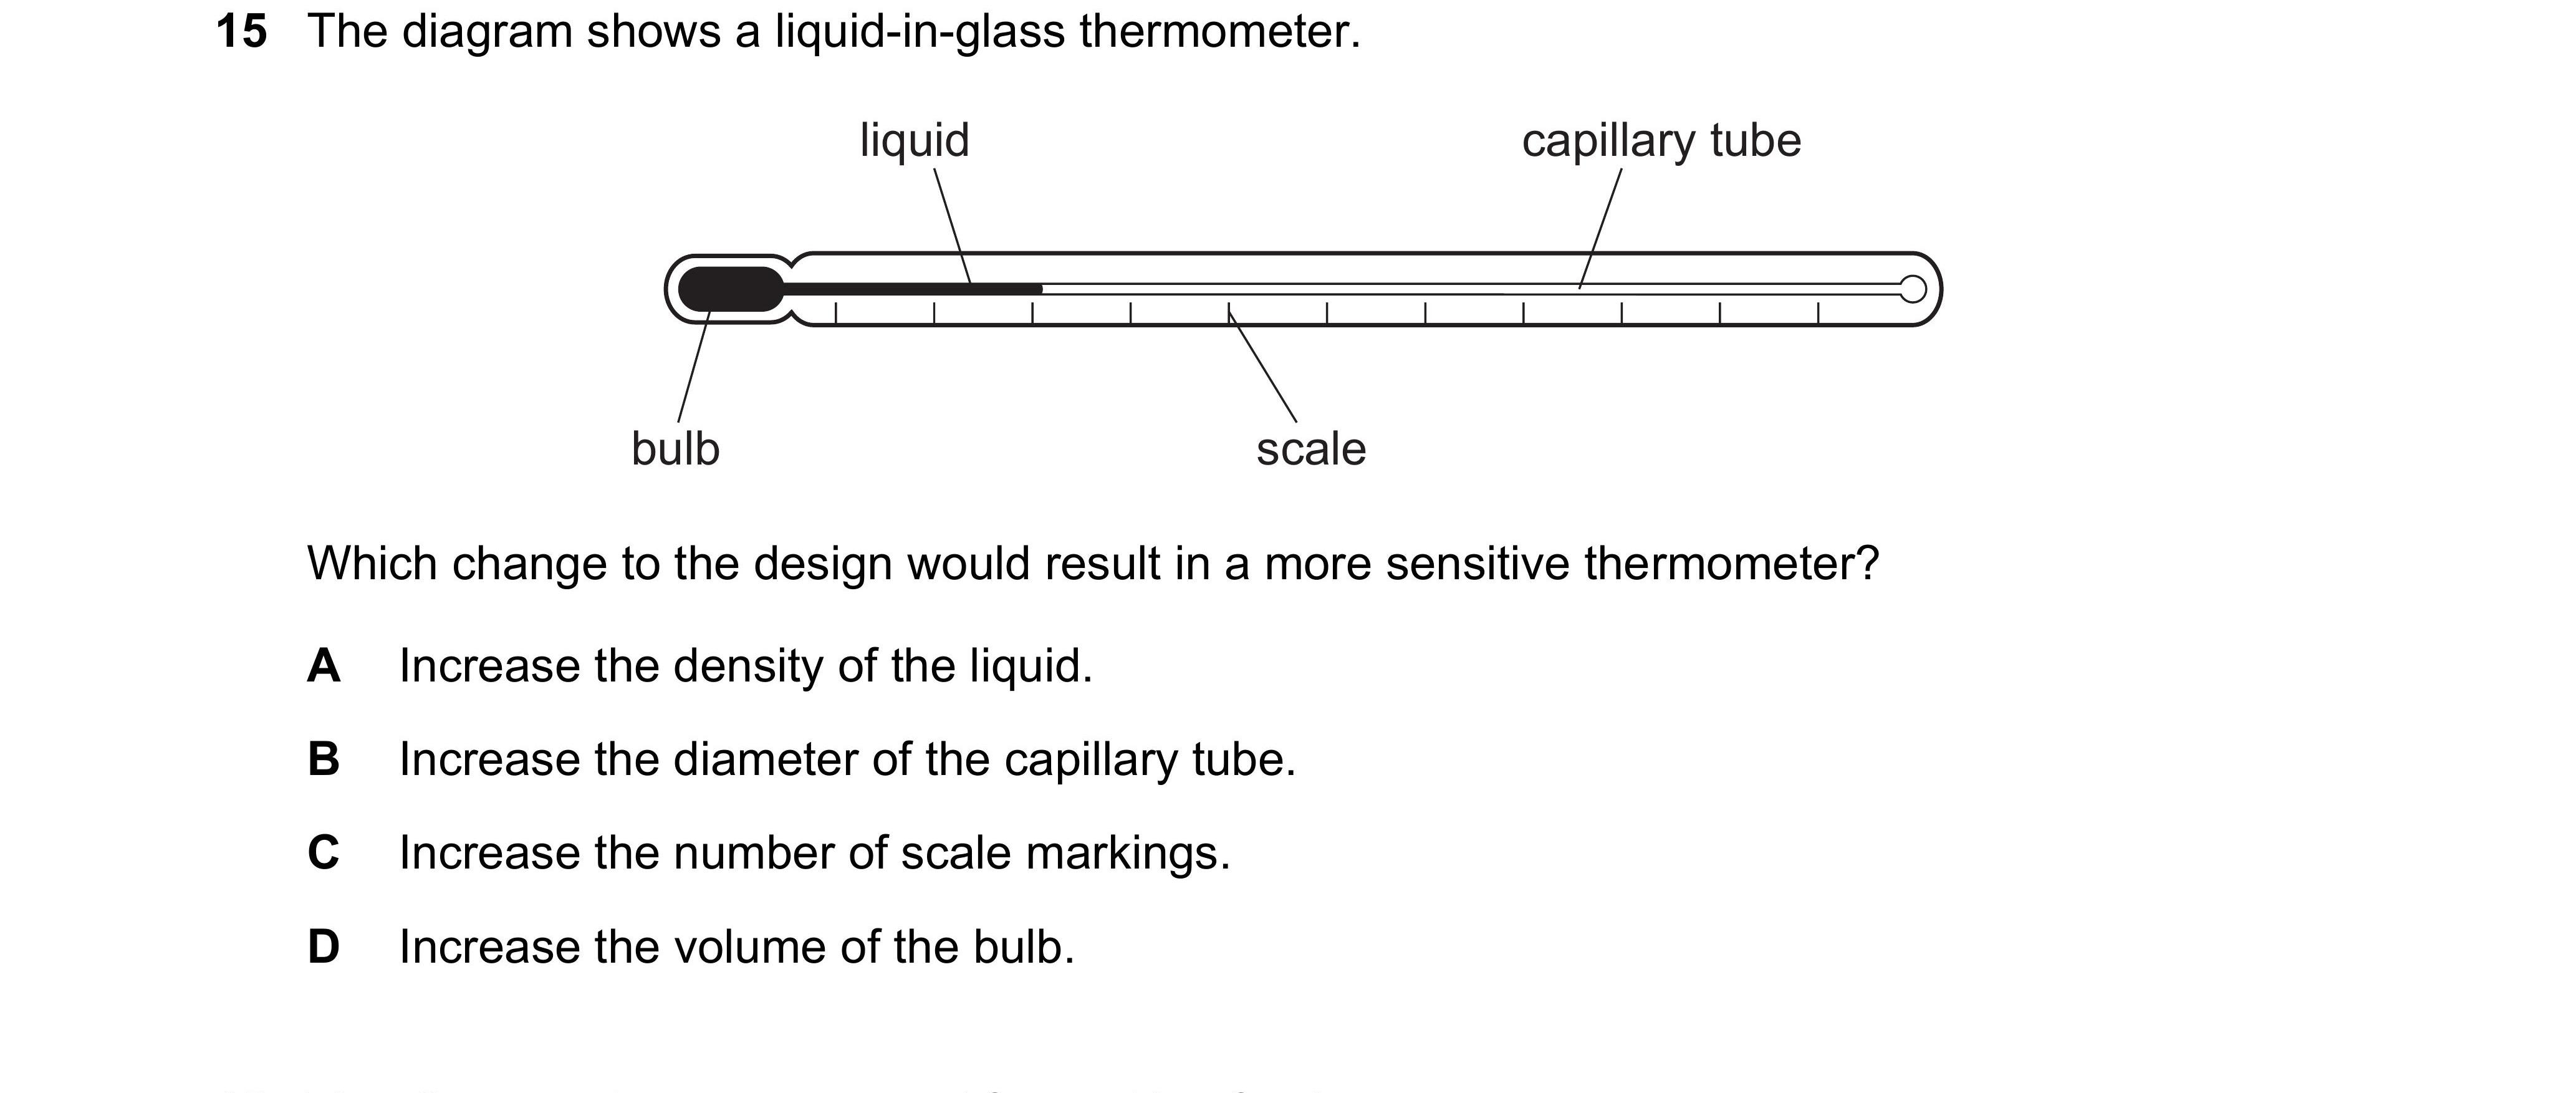 15 The diagram shows a liquid-in-glass thermometer.
liquid capillary tube
bulb scale
Which change to the design would result in a more sensitive thermometer?
A Increase the density of the liquid.
B Increase the diameter of the capillary tube.
C Increase the number of scale markings.
D Increase the volume of the bulb.